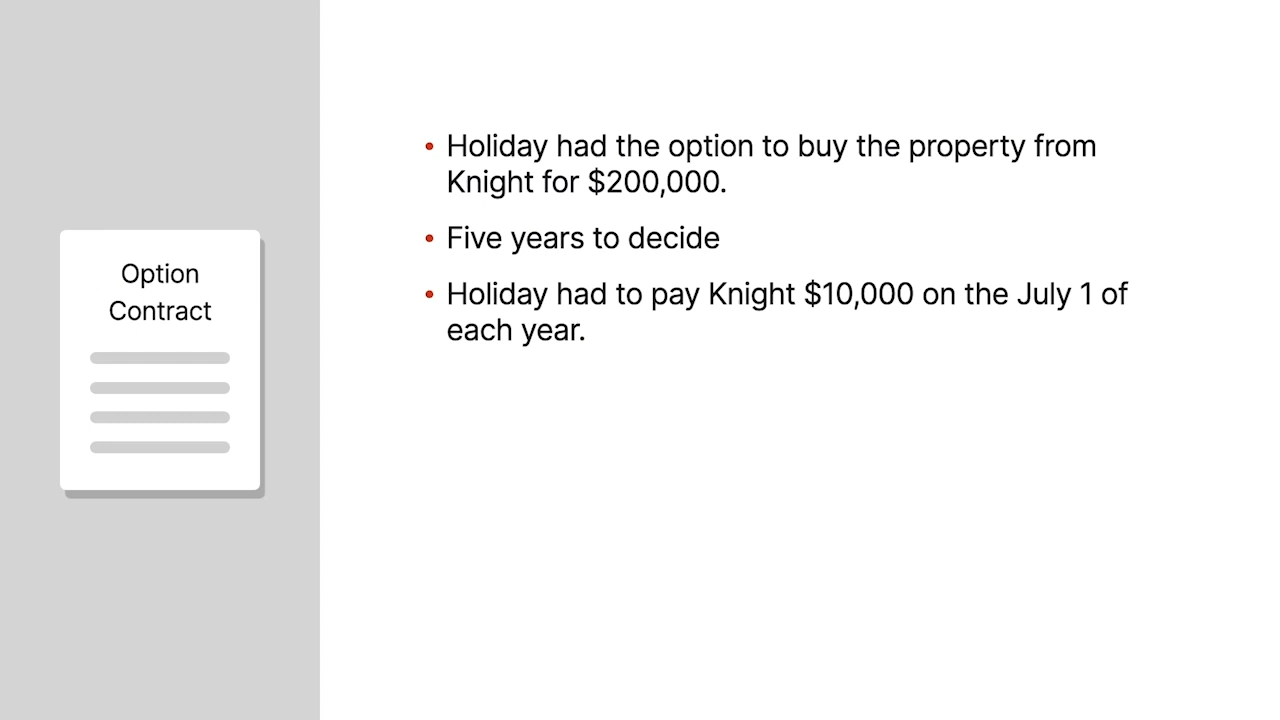 Option
Contract
• Holiday had the option to buy the property from
Knight for $200,000.
• Five years to decide
• Holiday had to pay Knight $10,000 on the July 1 of
each year.